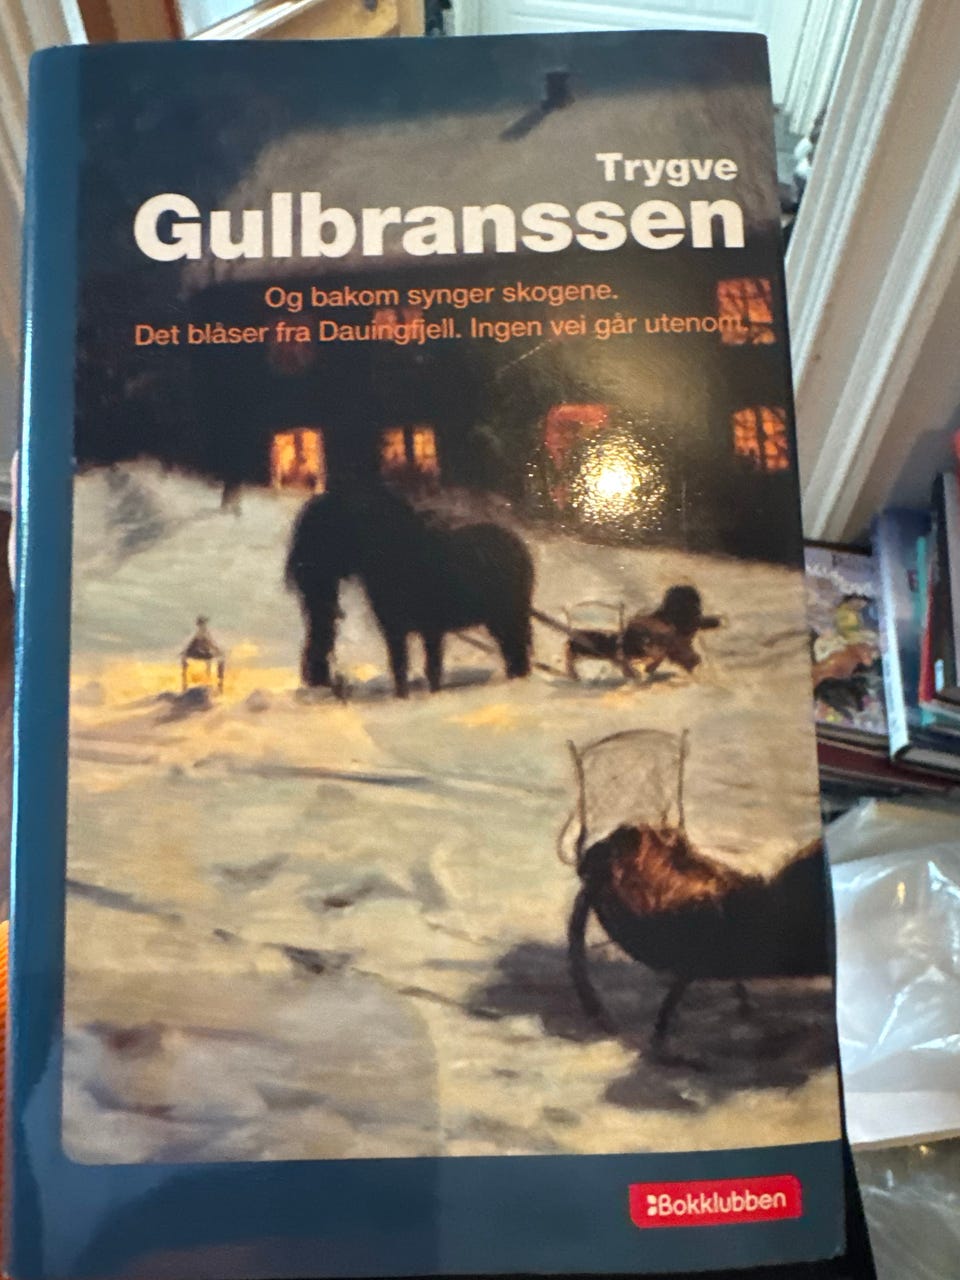 Trygve
Gulbranssen
Og bakom synger skogene.
Det blåser fra Dauingfjell. Ingen vei går utenom.
Bokklubben